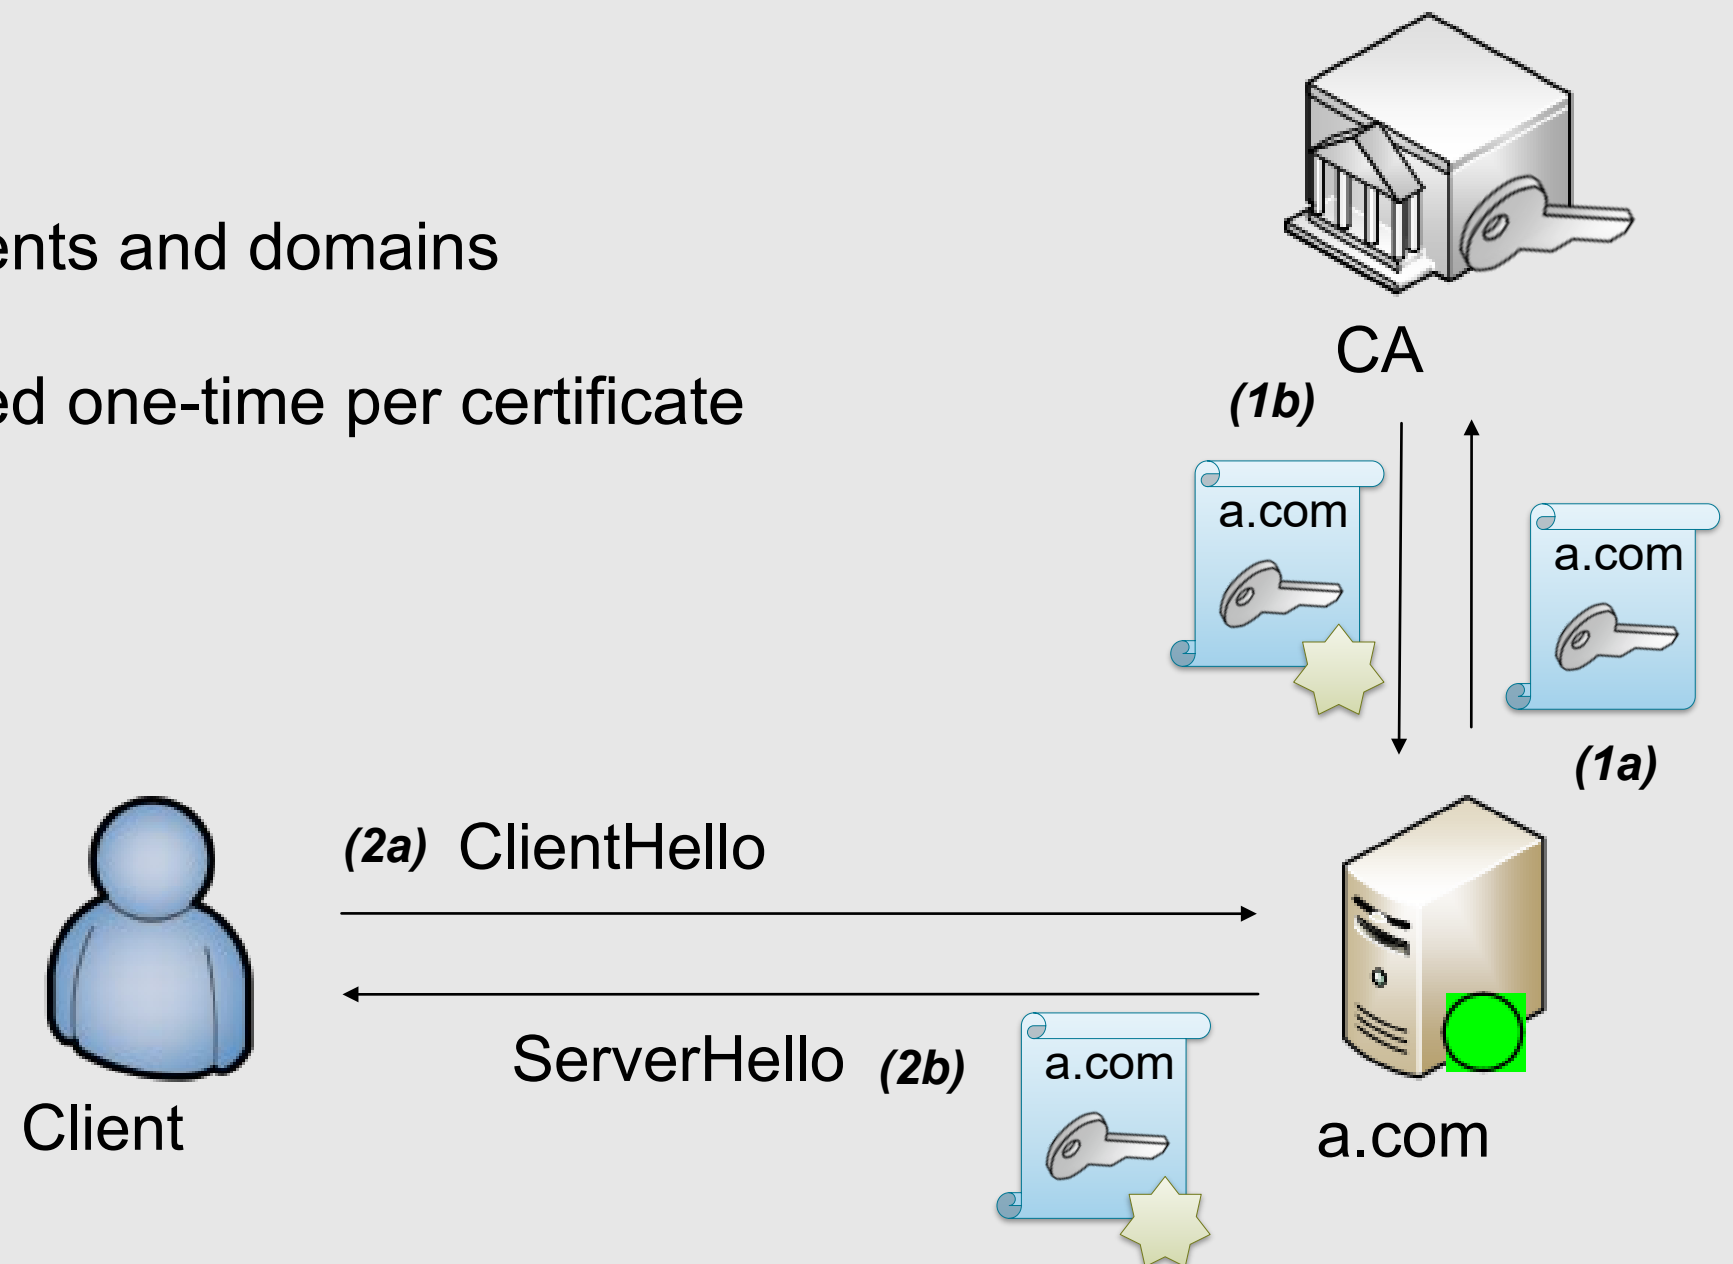 ents and domains
CA
ed one-time per certificate
(1b)
a.com
a.com
(1a)
(2a) ClientHello
ServerHello (2b)
a.com
Client
a.com